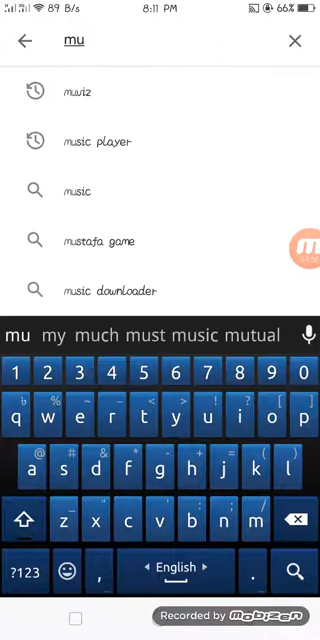 89 B/s 8:11 PM 66%
mu
muviz
music player
music
mustafa game
music downloader
mu my much must music mutual
1 2 3 4 5 6 7 8 9 0
q w e r t y u i o p
@ # & * - + = ( )
a s d f g h j k l
z x c v b n m
?123 , English .
Recorded by mobizen